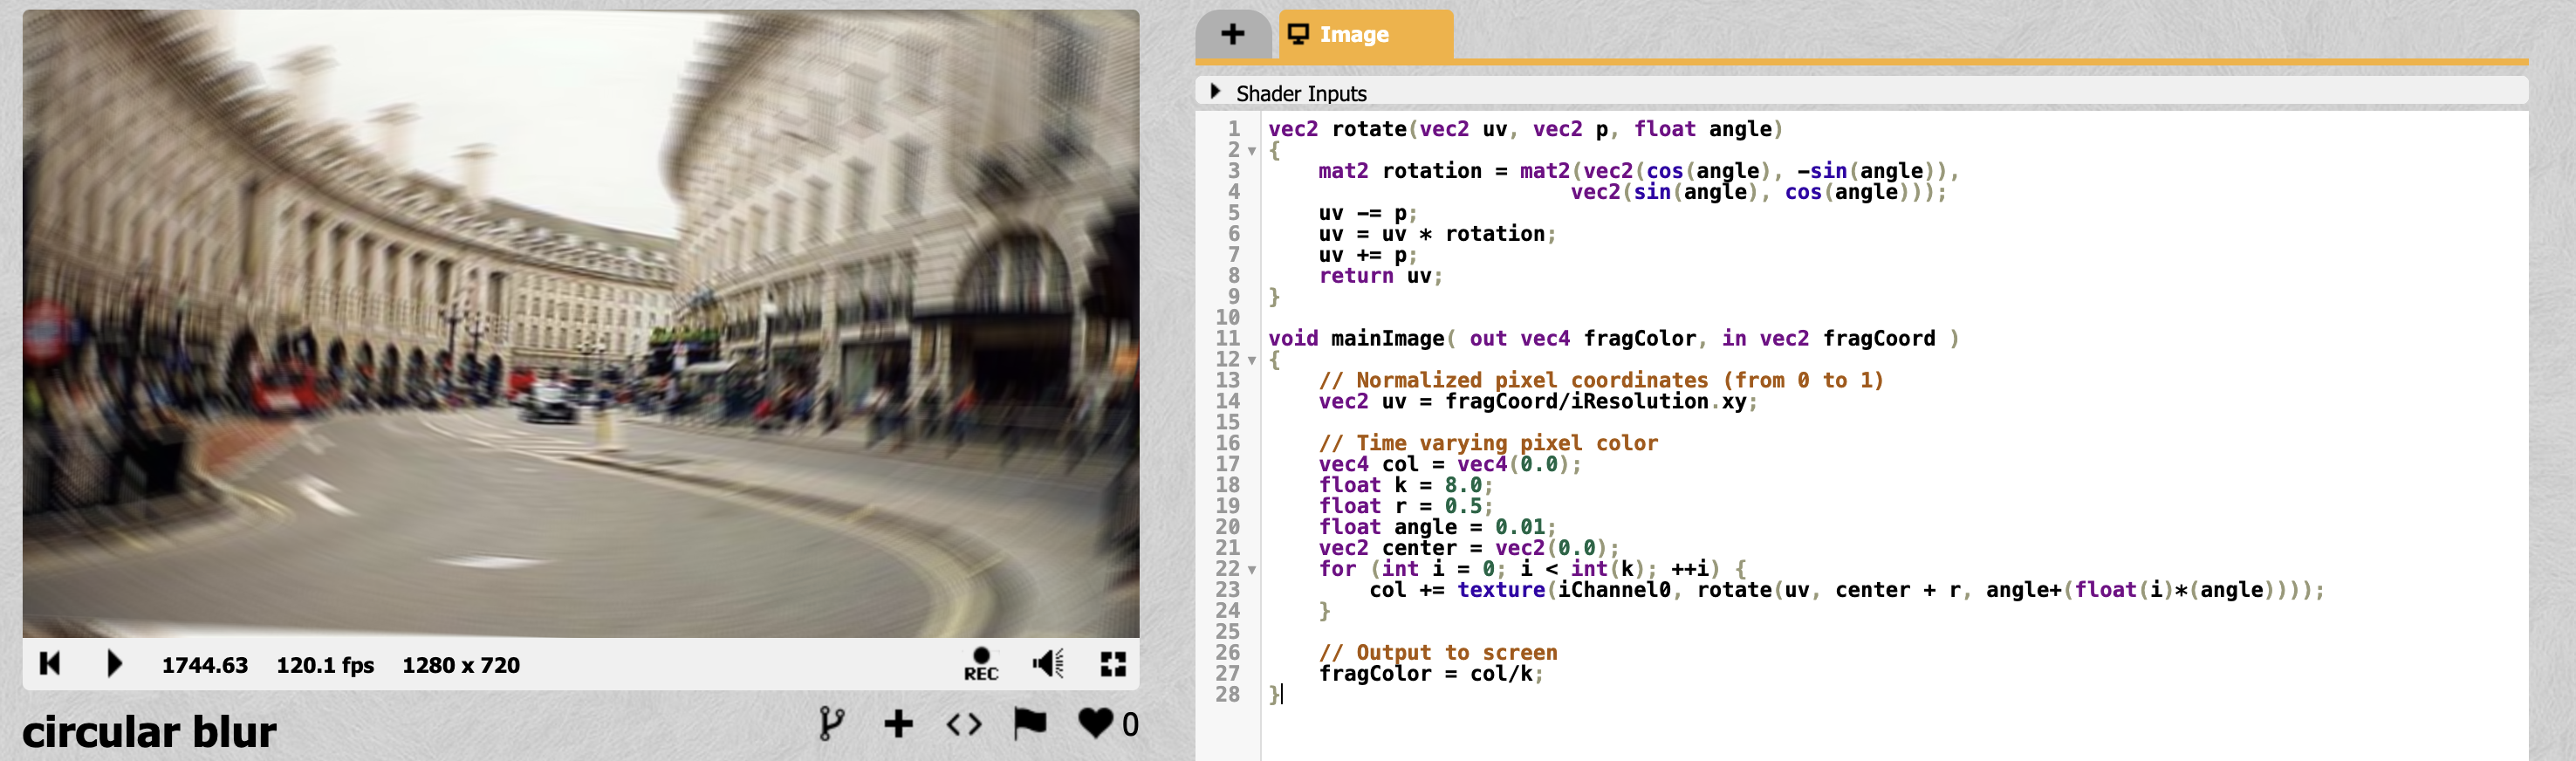 Image
Shader Inputs
1 vec2 rotate(vec2 uv, vec2 p, float angle)
2 {
3     mat2 rotation = mat2(vec2(cos(angle), -sin(angle)),
4                         vec2(sin(angle), cos(angle)));
5     uv -= p;
6     uv = uv * rotation;
7     uv += p;
8     return uv;
9 }
10
11 void mainImage( out vec4 fragColor, in vec2 fragCoord )
12 {
13     // Normalized pixel coordinates (from 0 to 1)
14     vec2 uv = fragCoord/iResolution.xy;
15
16     // Time varying pixel color
17     vec4 col = vec4(0.0);
18     float k = 8.0;
19     float r = 0.5;
20     float angle = 0.01;
21     vec2 center = vec2(0.0);
22     for (int i = 0; i < int(k); ++i) {
23         col += texture(iChannel0, rotate(uv, center + r, angle+(float(i)*(angle))));
24     }
25
26     // Output to screen
27     fragColor = col/k;
28 }
1744.63 120.1 fps 1280 x 720 REC
circular blur 0